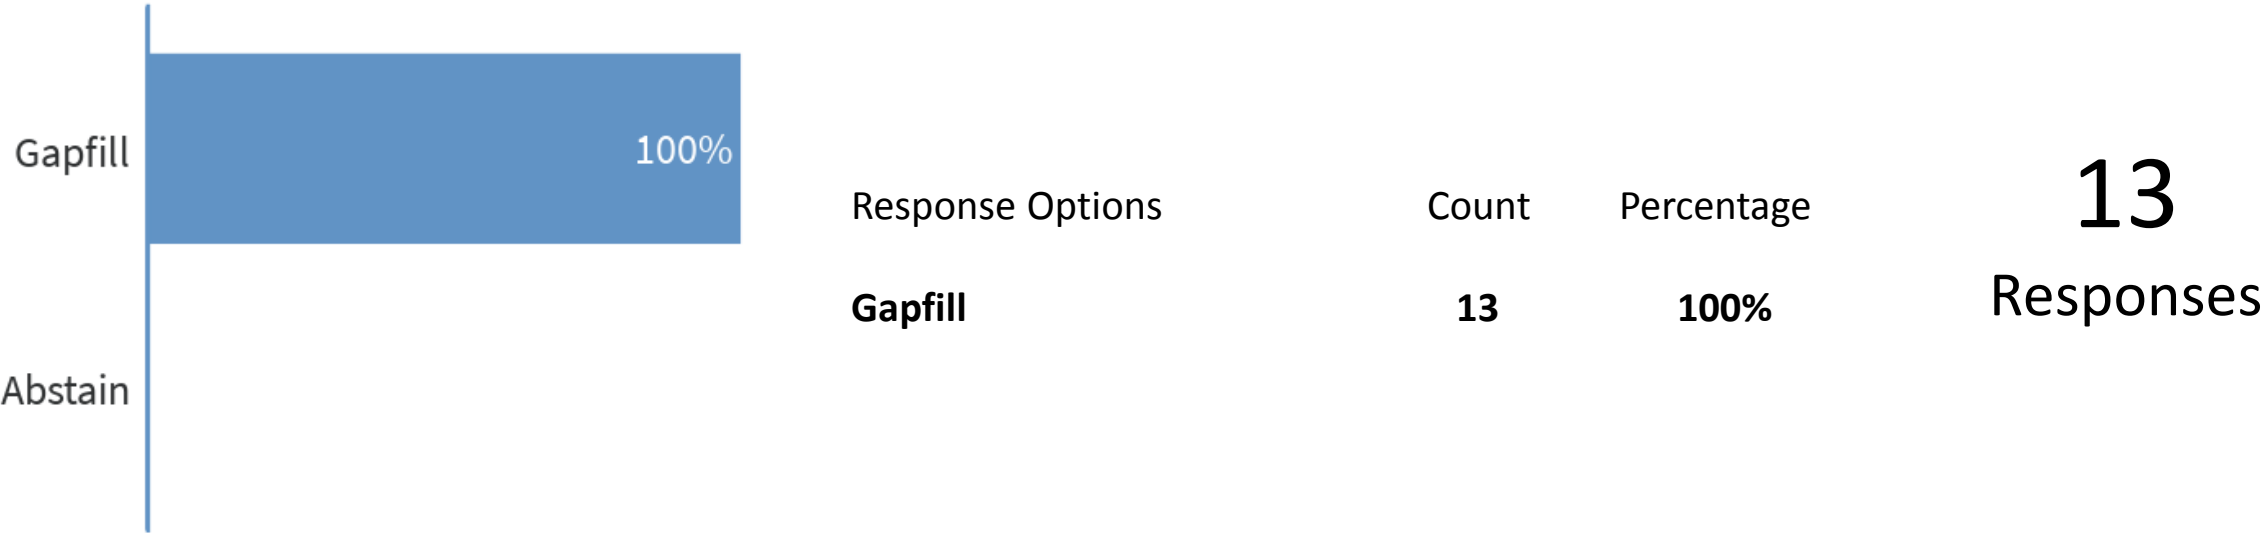 Gapfill
100%
Abstain
Response Options Count Percentage
Gapfill 13 100%
13
Responses